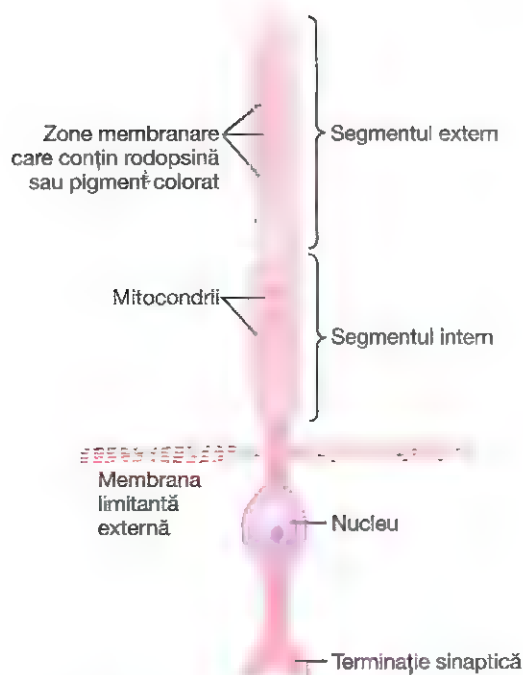 Zone membranare
care conțin rodopsină
sau pigment colorat
Segmentul extern
Mitocondrii
Segmentul intern
Membrana
limitantă
externă
Nucleu
Terminație sinaptică